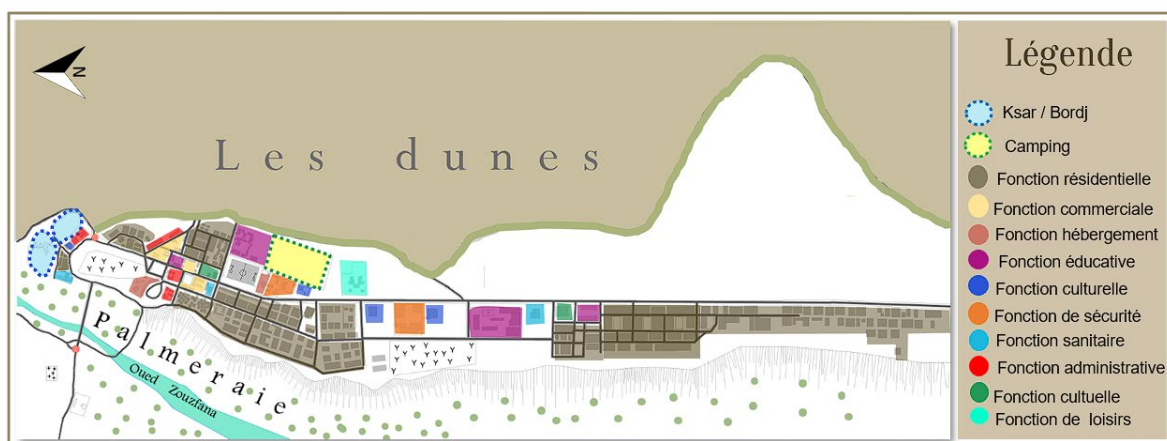 N
Les dunes
Palmeraie
Oued
Zouzfana
Légende
Ksar / Bordj
Camping
Fonction résidentielle
Fonction commerciale
Fonction hébergement
Fonction éducative
Fonction culturelle
Fonction de sécurité
Fonction sanitaire
Fonction administrative
Fonction cultuelle
Fonction de loisirs